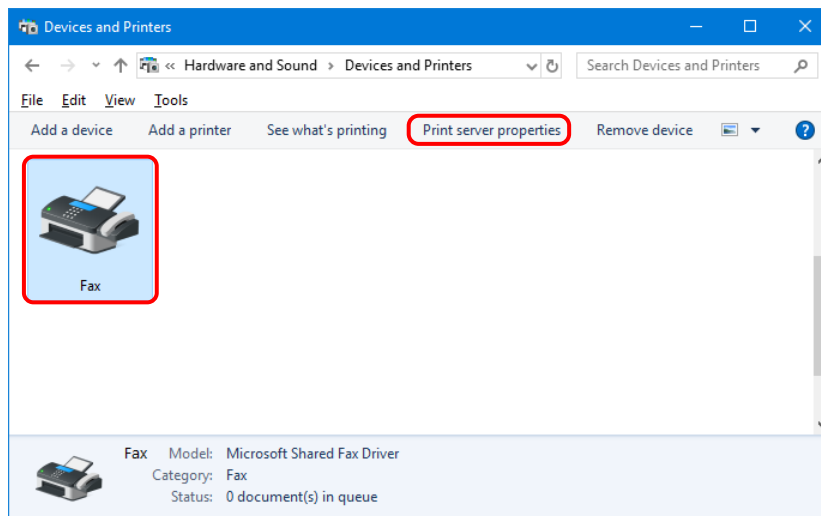 Devices and Printers
« Hardware and Sound › Devices and Printers Search Devices and Printers
File Edit View Tools
Add a device Add a printer See what's printing Print server properties Remove device ?
Fax
Fax Model: Microsoft Shared Fax Driver
Category: Fax
Status: 0 document(s) in queue